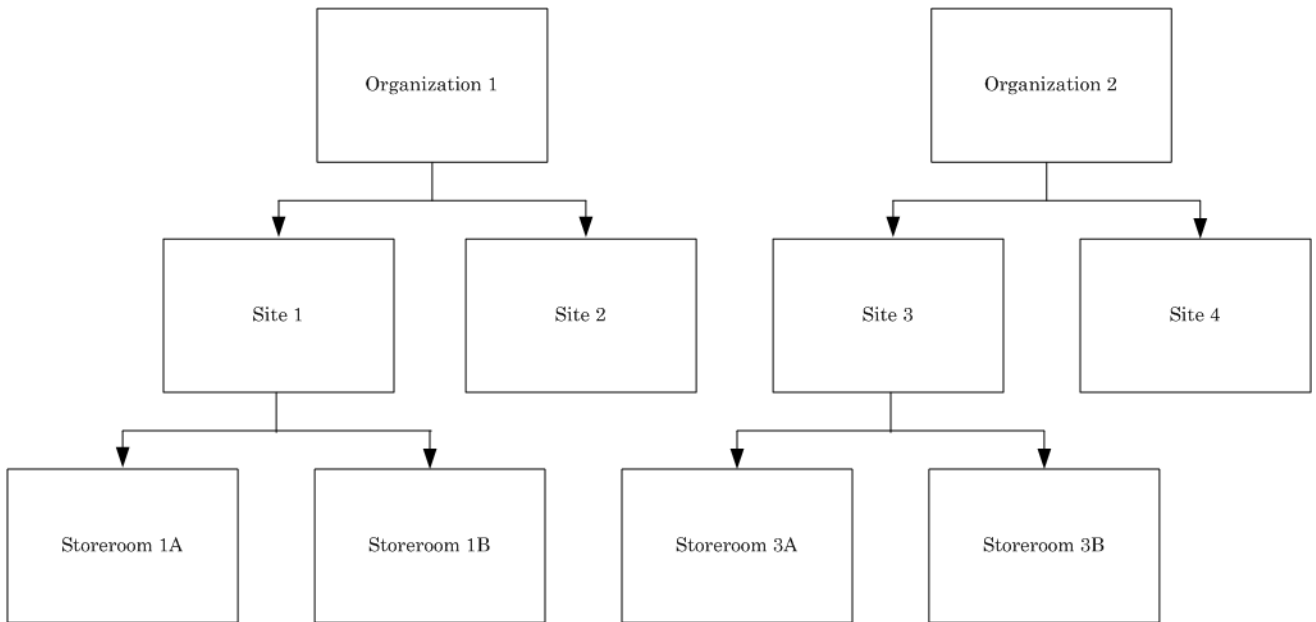 Organization 1
Organization 2
Site 1
Site 2
Site 3
Site 4
Storeroom 1A
Storeroom 1B
Storeroom 3A
Storeroom 3B